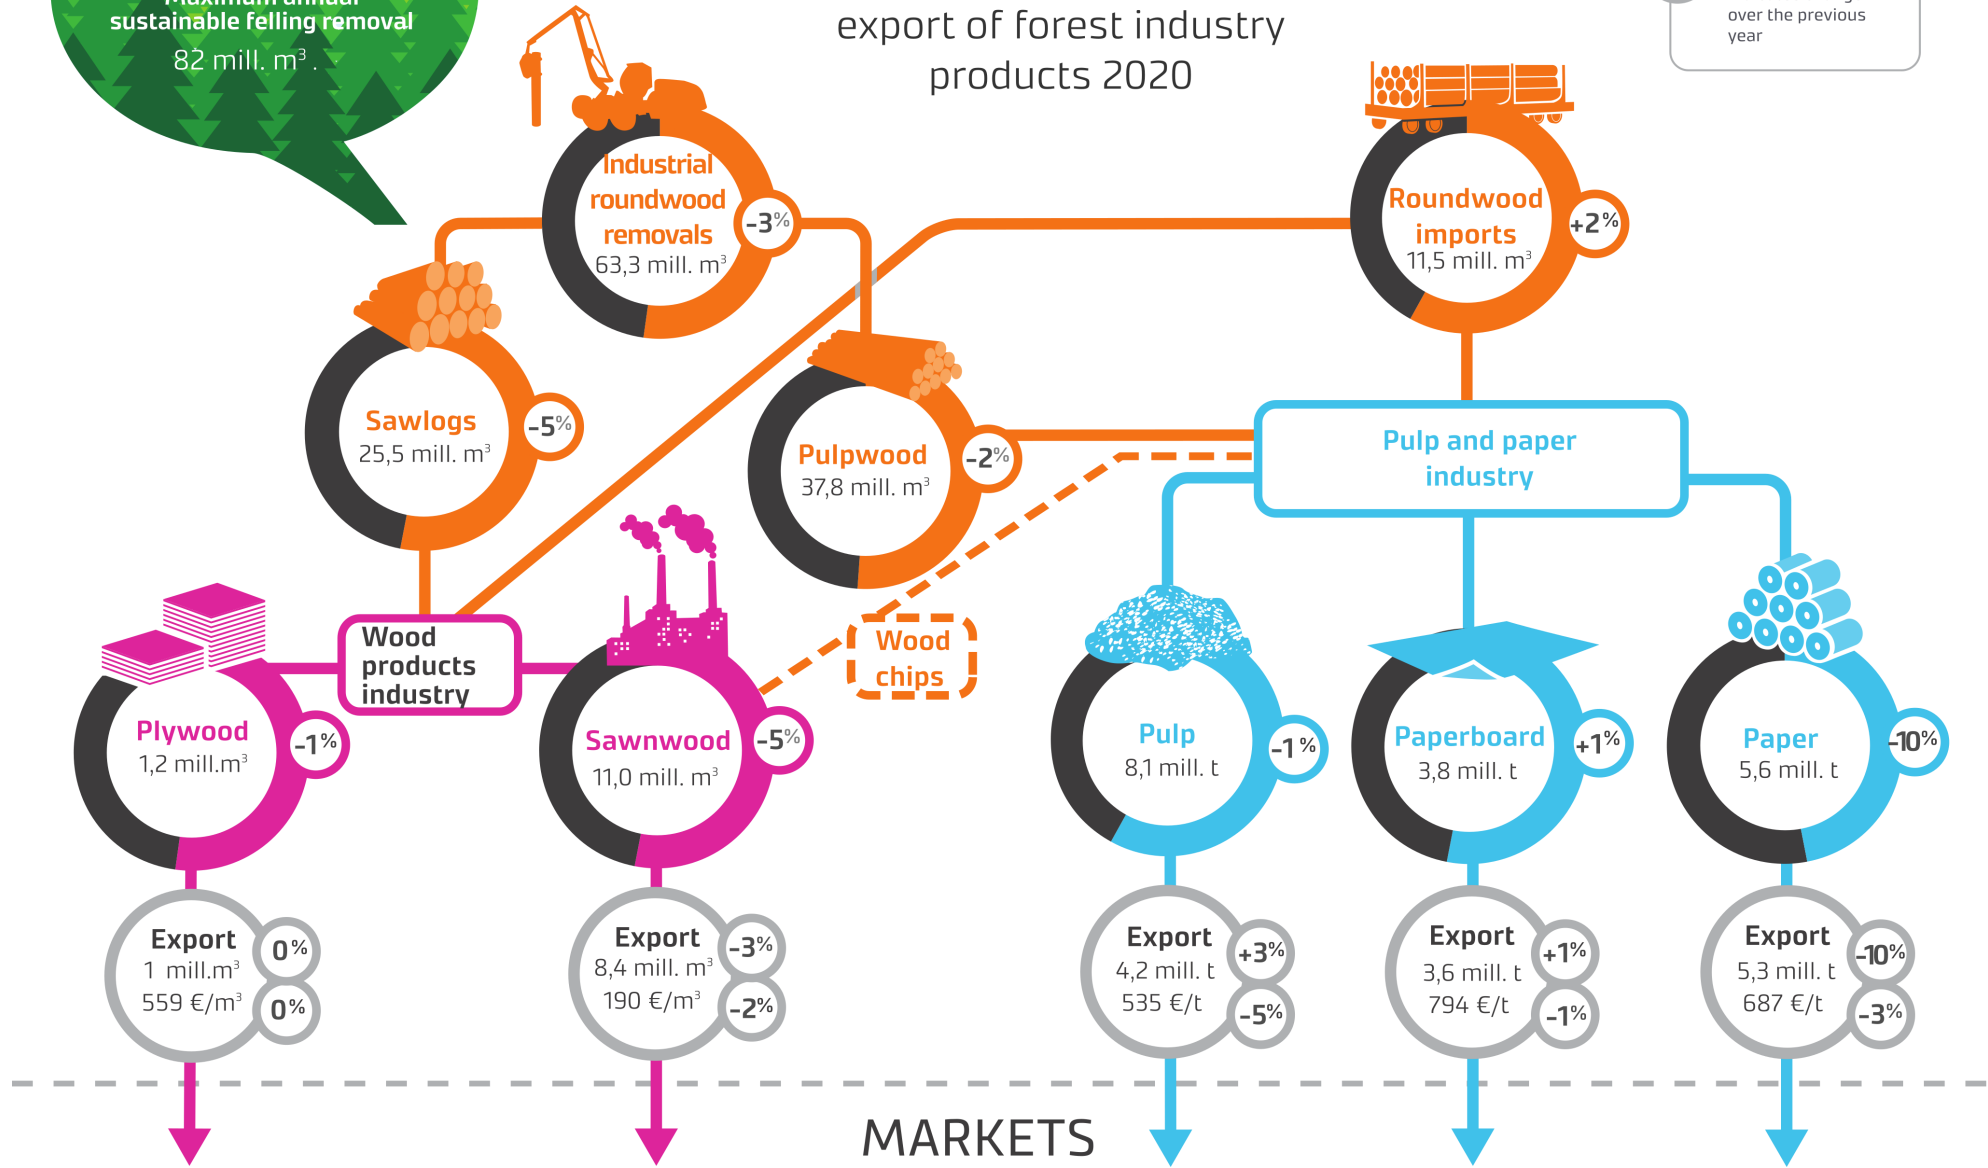 Maximum annual
sustainable felling removal
82 mill. m³ .
export of forest industry
products 2020
over the previous
year
Industrial
roundwood
removals
63,3 mill. m³
-3%
Roundwood
imports
11,5 mill. m³
+2%
Sawlogs
25,5 mill. m³
-5%
Pulpwood
37,8 mill. m³
-2%
Pulp and paper
industry
Wood
products
industry
Wood
chips
Plywood
1,2 mill.m³
-1%
Sawnwood
11,0 mill. m³
-5%
Pulp
8,1 mill. t
-1%
Paperboard
3,8 mill. t
+1%
Paper
5,6 mill. t
-10%
Export
1 mill.m³
559 €/m³
0%
0%
Export
8,4 mill. m³
190 €/m³
-3%
-2%
Export
4,2 mill. t
535 €/t
+3%
-5%
Export
3,6 mill. t
794 €/t
+1%
-1%
Export
5,3 mill. t
687 €/t
-10%
-3%
MARKETS